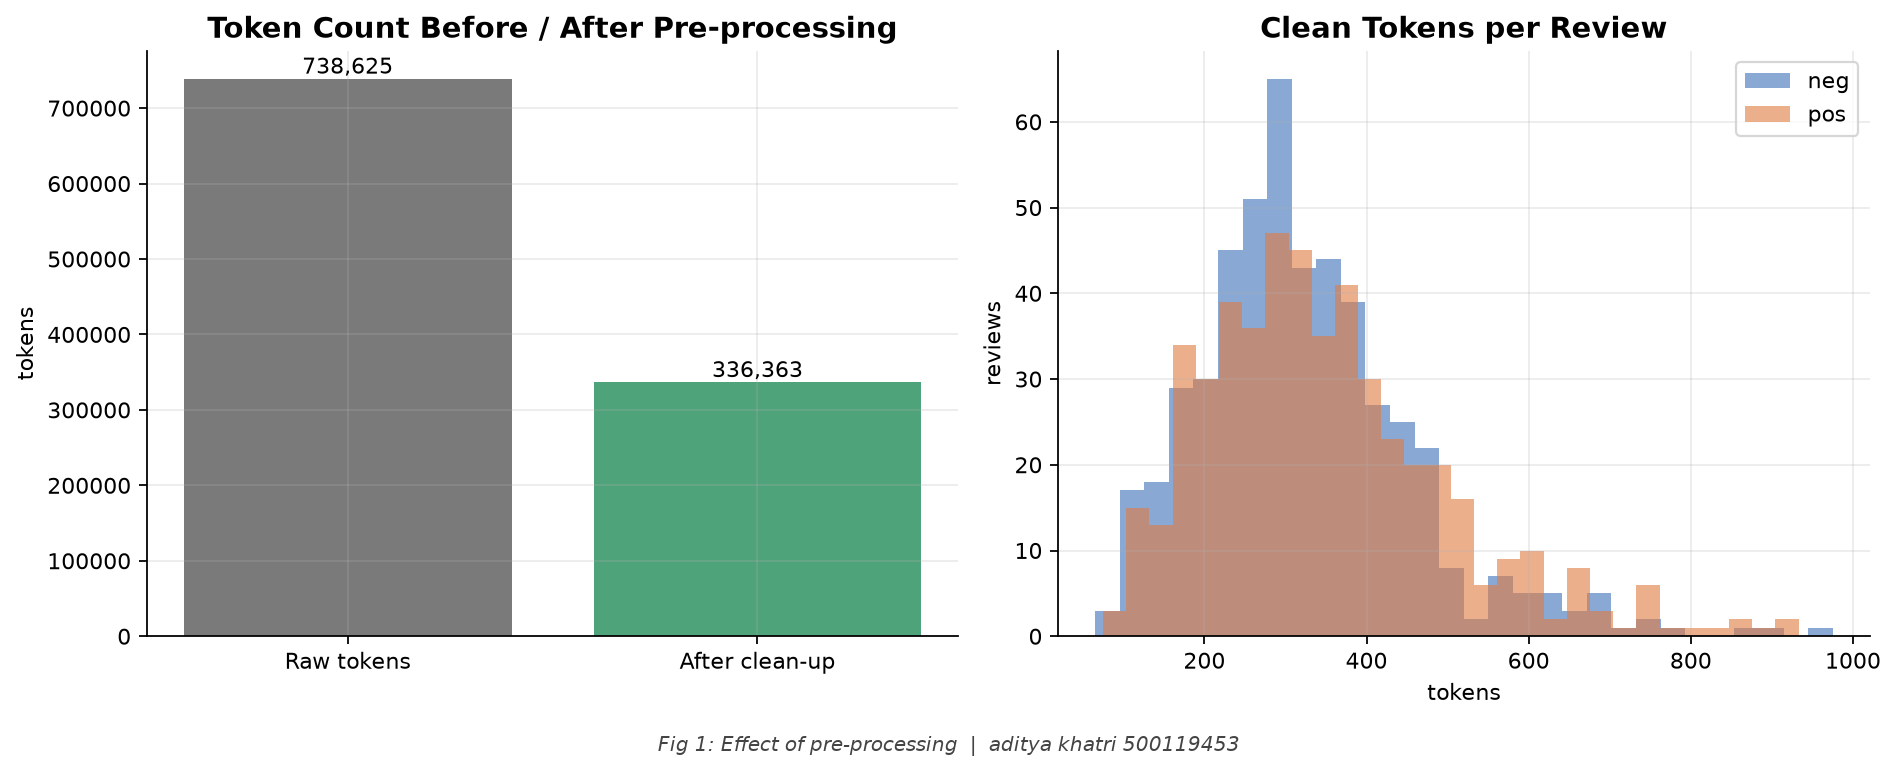 Token Count Before / After Pre-processing
738,625
336,363
700000
600000
500000
400000
300000
200000
100000
0
tokens
Raw tokens
After clean-up
Clean Tokens per Review
neg
pos
60
50
40
30
20
10
0
reviews
200
400
600
800
1000
tokens
Fig 1: Effect of pre-processing | aditya khatri 500119453